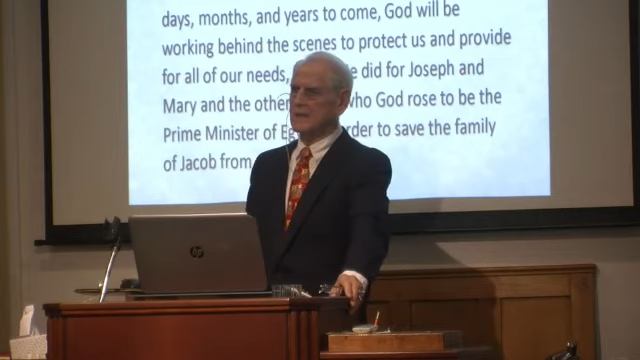 days, months, and years to come, God will be
working behind the scenes to protect us and provide
for all of our needs, e did for Joseph and
Mary and the other who God rose to be the
Prime Minister of rder to save the family
of Jacob from
hp